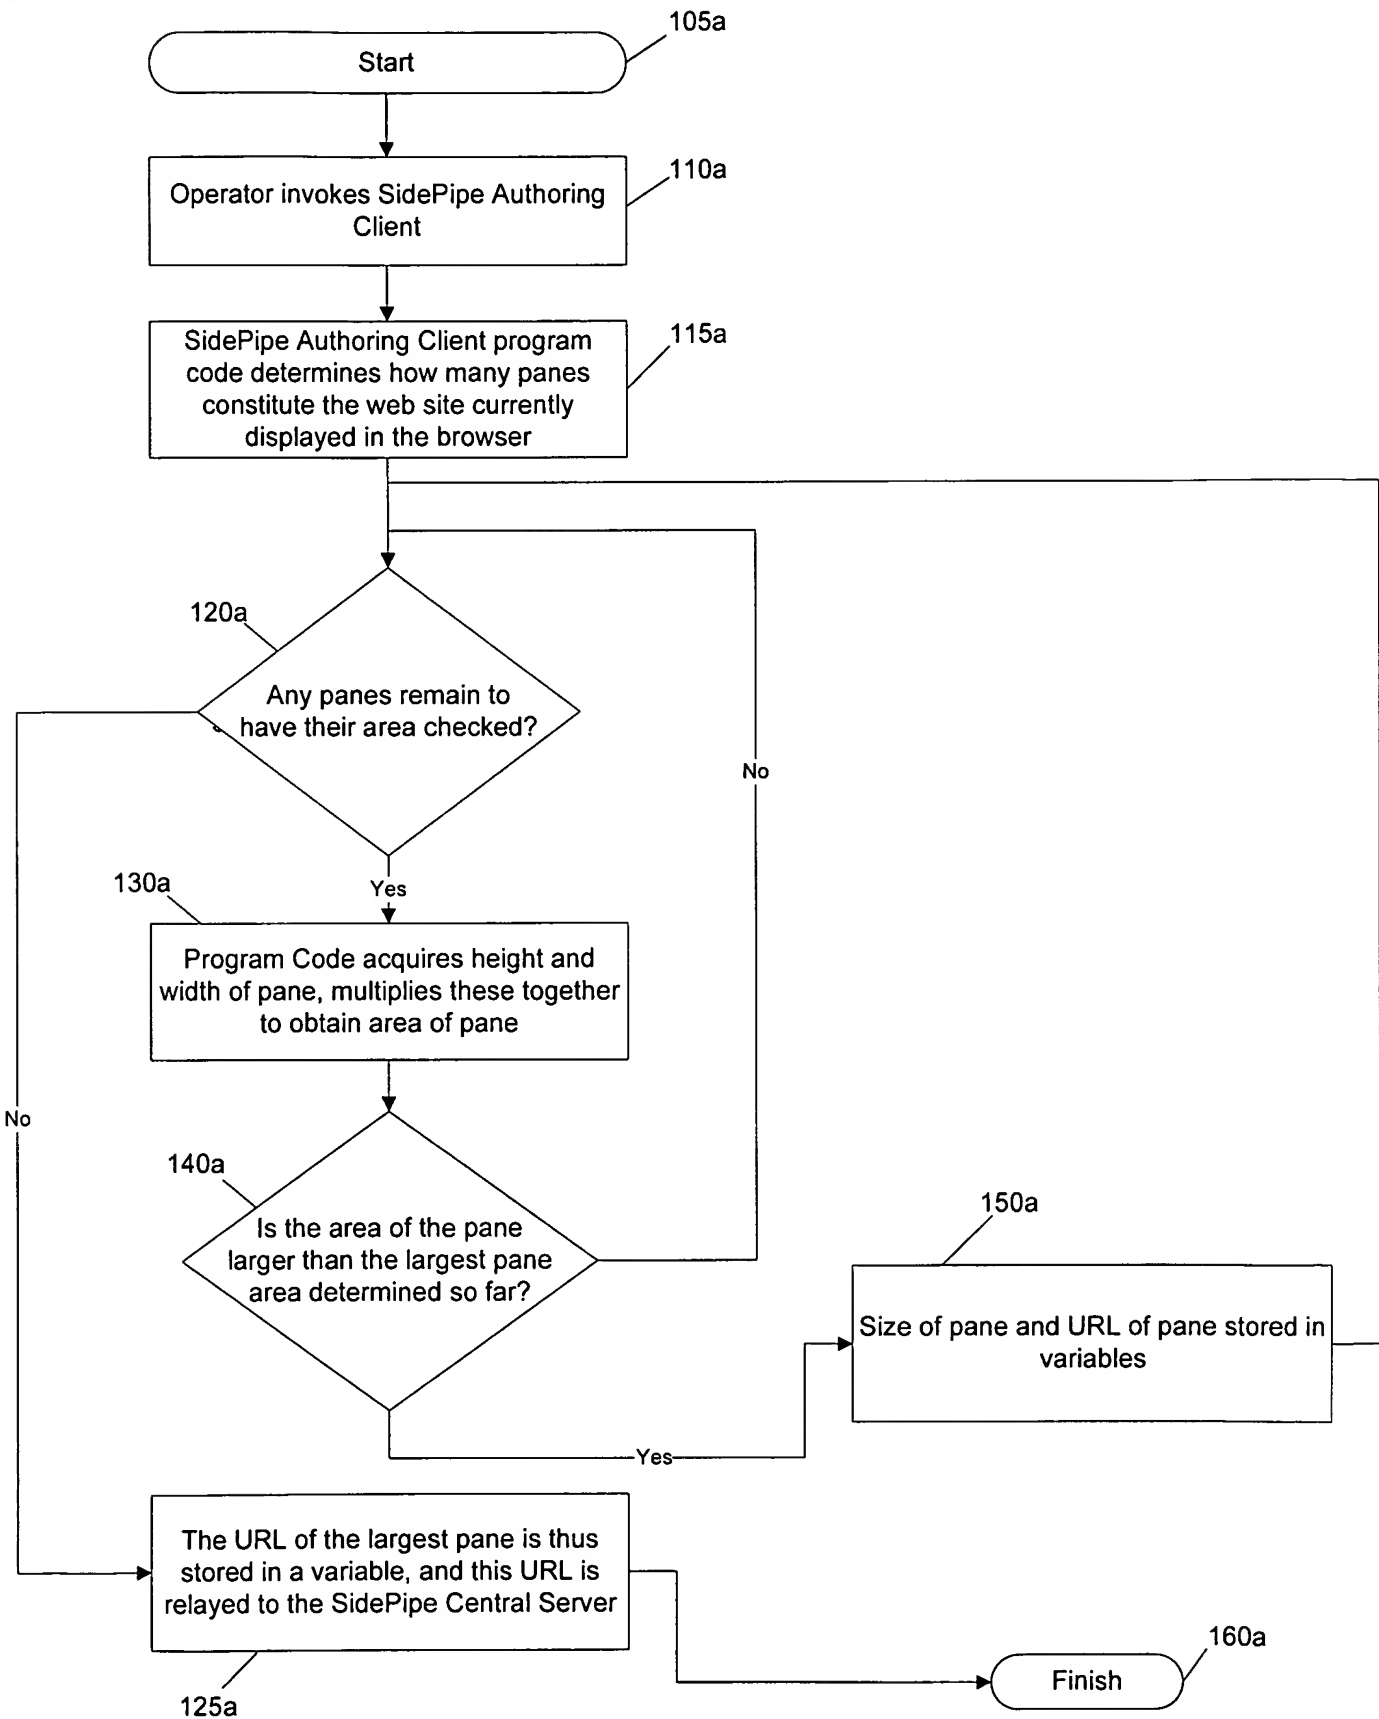 105a
Start
110a
Operator invokes SidePipe Authoring
Client
115a
SidePipe Authoring Client program
code determines how many panes
constitute the web site currently
displayed in the browser
120a
Any panes remain to
have their area checked?
No
Yes
130a
Program Code acquires height and
width of pane, multiplies these together
to obtain area of pane
No
140a
Is the area of the pane
larger than the largest pane
area determined so far?
150a
Size of pane and URL of pane stored in
variables
Yes
The URL of the largest pane is thus
stored in a variable, and this URL is
relayed to the SidePipe Central Server
125a
160a
Finish